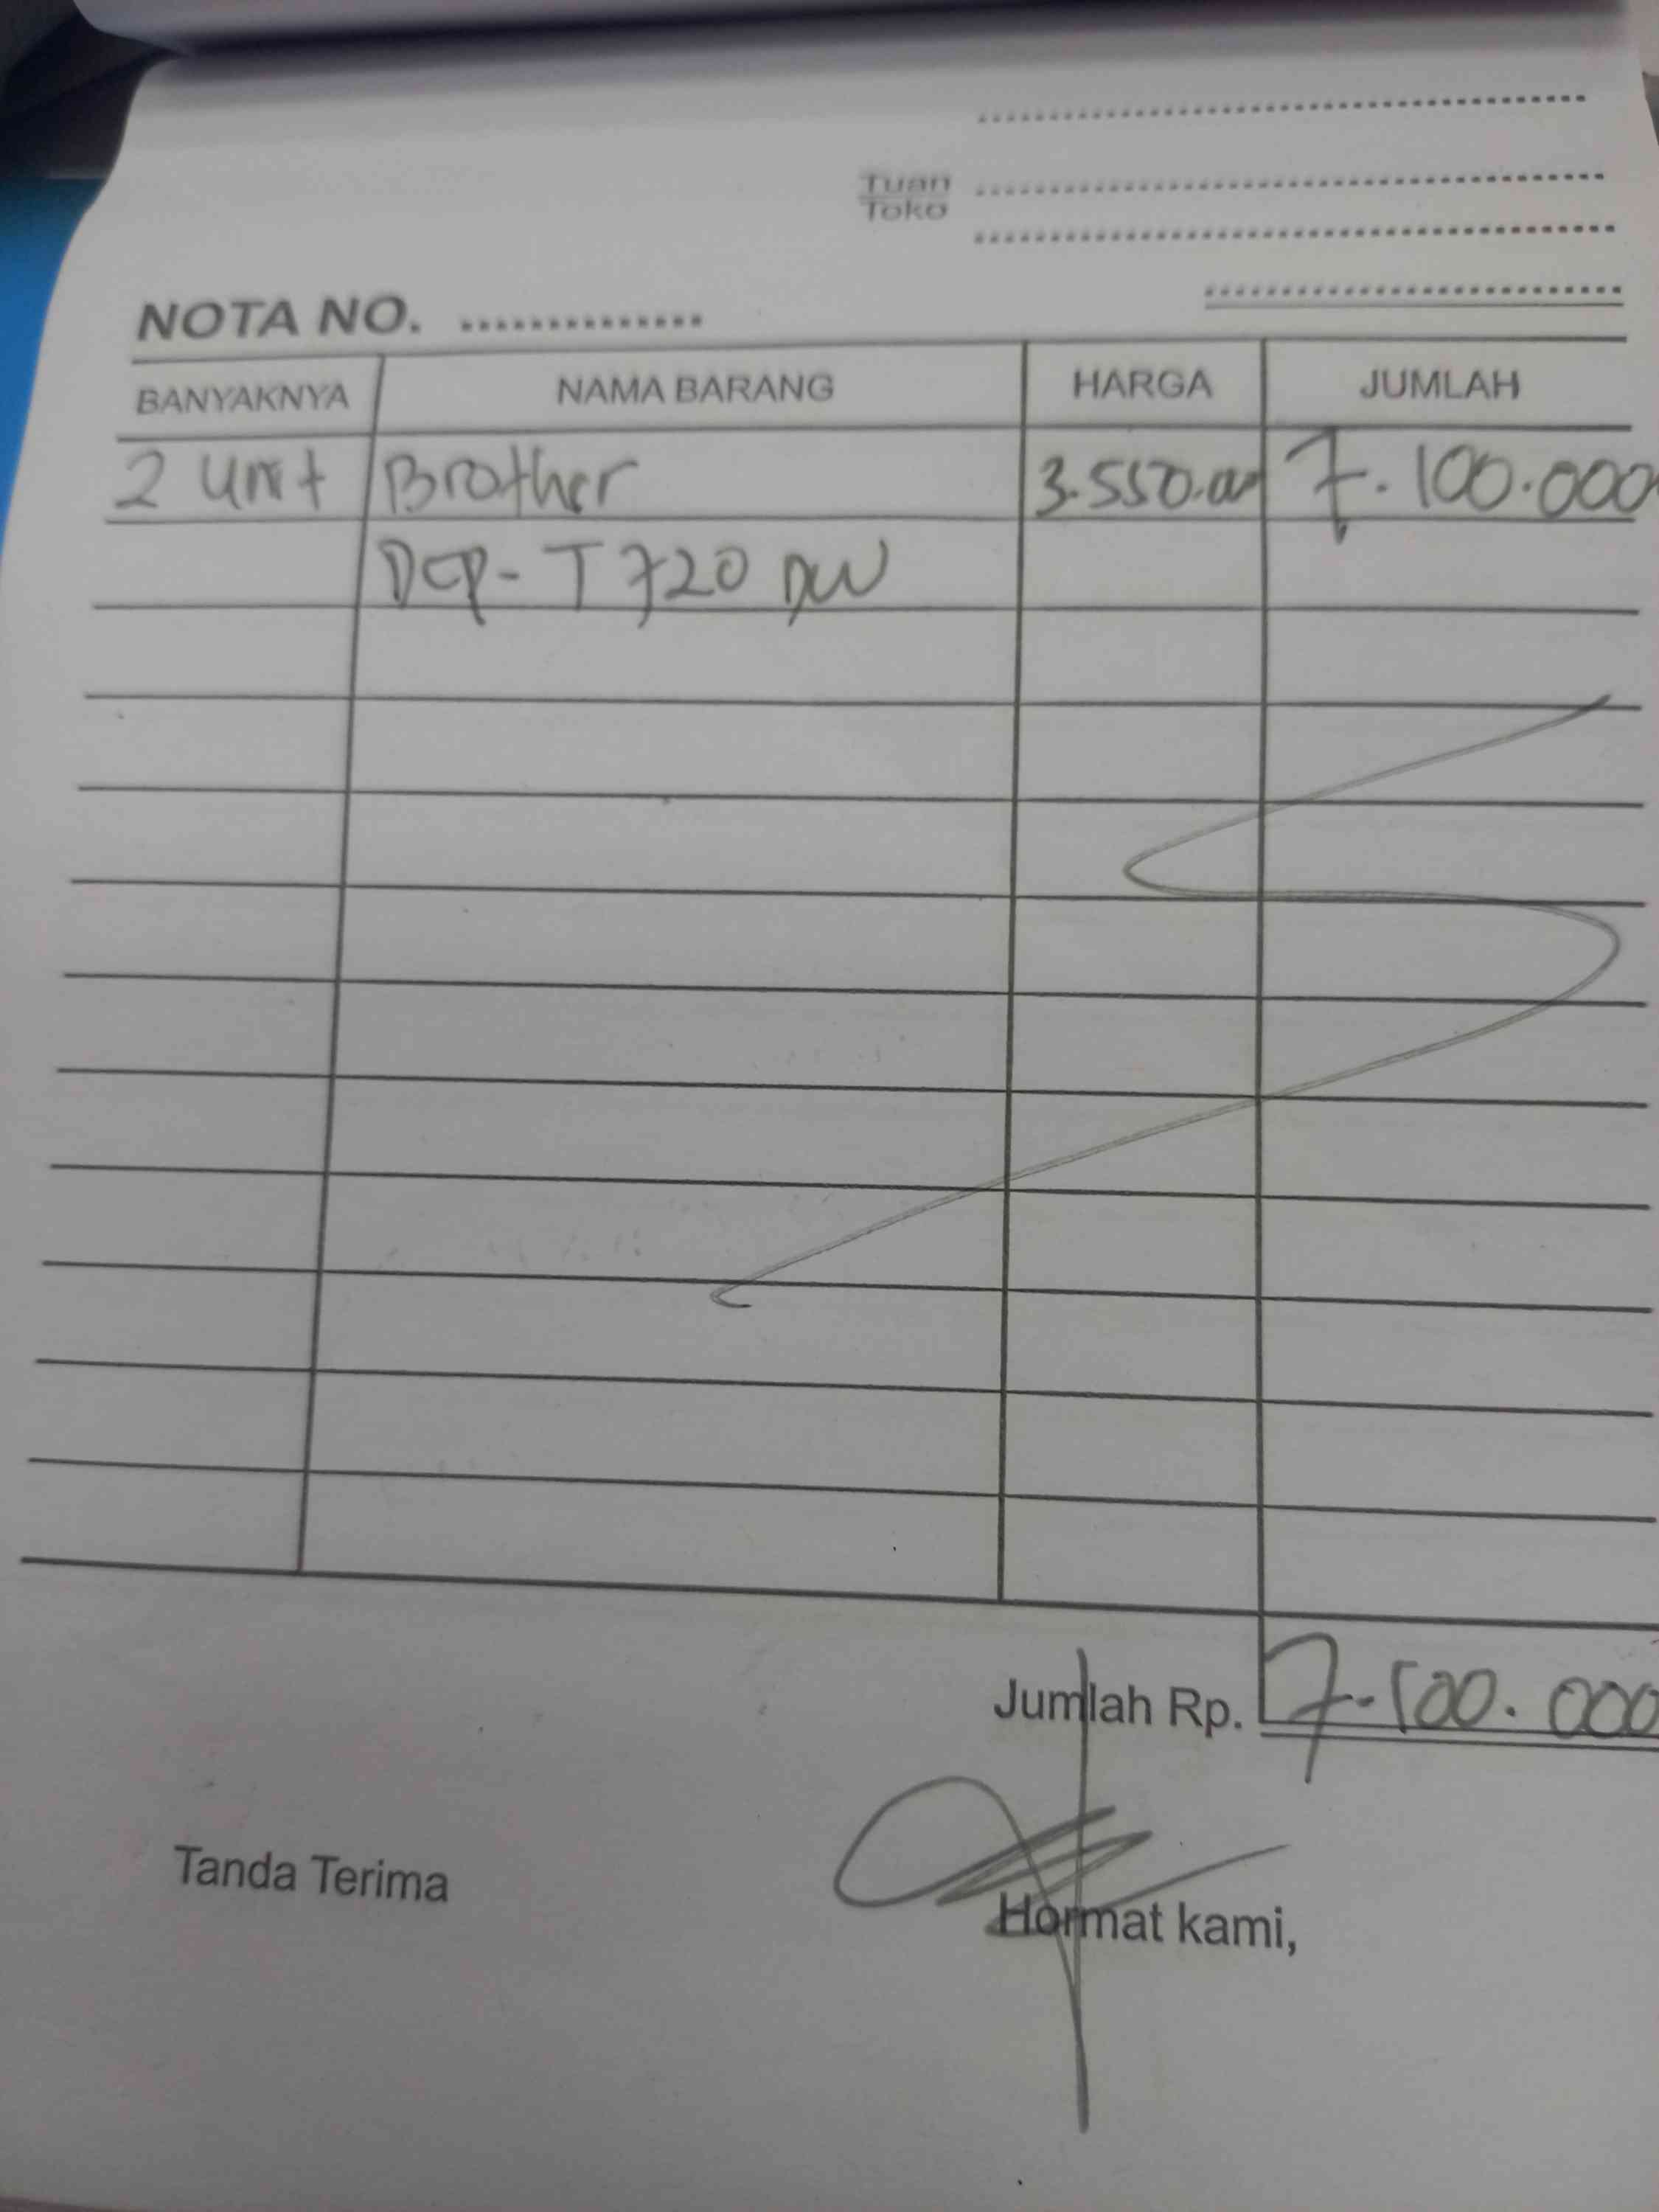 Tuan
Toko
NOTA NO. ..............
BANYAKNYA NAMA BARANG HARGA JUMLAH
2 unit Brother 3.550.000 7.100.000
DCP-T720 DW
Jumlah Rp. 7.100.000
Tanda Terima
Hormat kami,